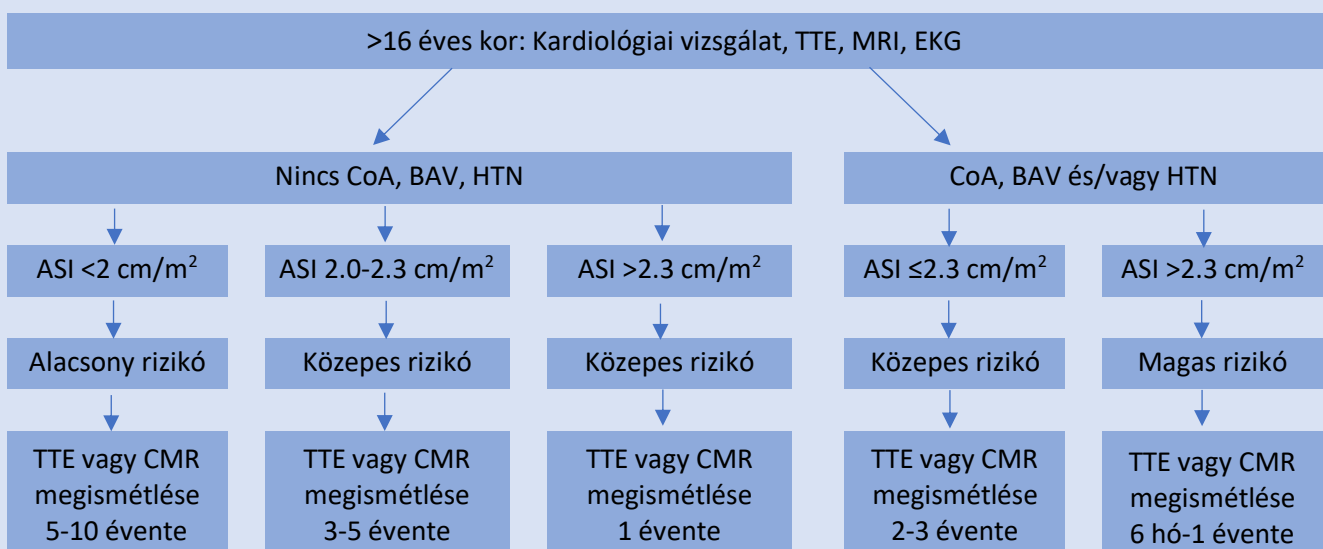 >16 éves kor: Kardiológiai vizsgálat, TTE, MRI, EKG
Nincs CoA, BAV, HTN
CoA, BAV és/vagy HTN
ASI <2 cm/m²
ASI 2.0-2.3 cm/m²
ASI >2.3 cm/m²
ASI ≤2.3 cm/m²
ASI >2.3 cm/m²
Alacsony rizikó
Közepes rizikó
Közepes rizikó
Közepes rizikó
Magas rizikó
TTE vagy CMR
megismétlése
5-10 évente
TTE vagy CMR
megismétlése
3-5 évente
TTE vagy CMR
megismétlése
1 évente
TTE vagy CMR
megismétlése
2-3 évente
TTE vagy CMR
megismétlése
6 hó-1 évente